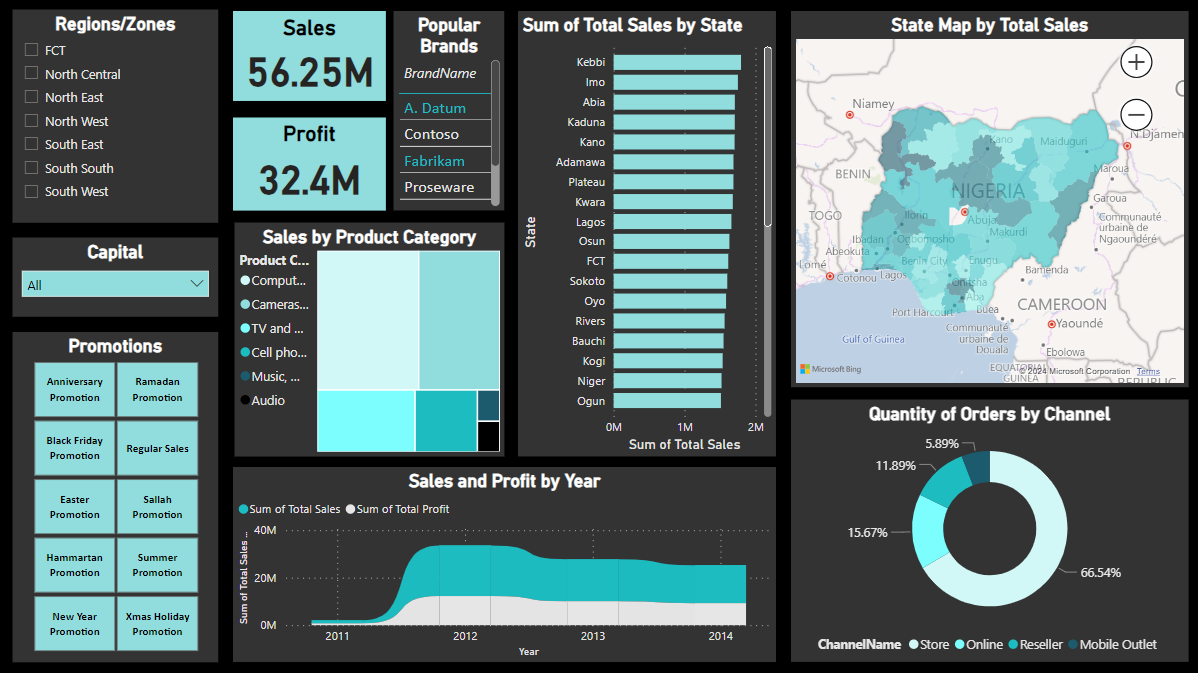 Regions/Zones
FCT
North Central
North East
North West
South East
South South
South West
Capital
All
Promotions
Anniversary
Promotion
Ramadan
Promotion
Black Friday
Promotion
Regular Sales
Easter
Promotion
Sallah
Promotion
Hammartan
Promotion
Summer
Promotion
New Year
Promotion
Xmas Holiday
Promotion
Sales
56.25M
Profit
32.4M
Popular
Brands
BrandName
A. Datum
Contoso
Fabrikam
Proseware
Sales by Product Category
Product C...
Comput...
Cameras...
TV and ...
Cell pho...
Music, ...
Audio
Sum of Total Sales by State
State
Kebbi
Imo
Abia
Kaduna
Kano
Adamawa
Plateau
Kwara
Lagos
Osun
FCT
Sokoto
Oyo
Rivers
Bauchi
Kogi
Niger
Ogun
0M 1M 2M
Sum of Total Sales
Sales and Profit by Year
Sum of Total Sales Sum of Total Profit
Sum of Total Sales ...
40M
20M
0M
2011 2012 2013 2014
Year
State Map by Total Sales
Niamey
N'Djamen
Kano
Maiduguri
Maroua
BENIN
NIGERIA
Garoua
TOGO
Ilorin
Abuja
Communauté
urbaine de
Ngaoundéré
Ogbomosho
Makurdi
Ibadan
Abeokuta
Benin City
Enugu
Lomé
Cotonou
Lagos
Onitsha
Bamenda
Aba
CAMEROON
Port Harcourt
Buea
Yaoundé
Communauté
urbaine de
Douala
Gulf of Guinea
Ebolowa
EQUATORIAL
GUINEA
REPUBLIC
Microsoft Bing
© 2024 Microsoft Corporation Terms
Quantity of Orders by Channel
5.89%
11.89%
15.67%
66.54%
ChannelName Store Online Reseller Mobile Outlet